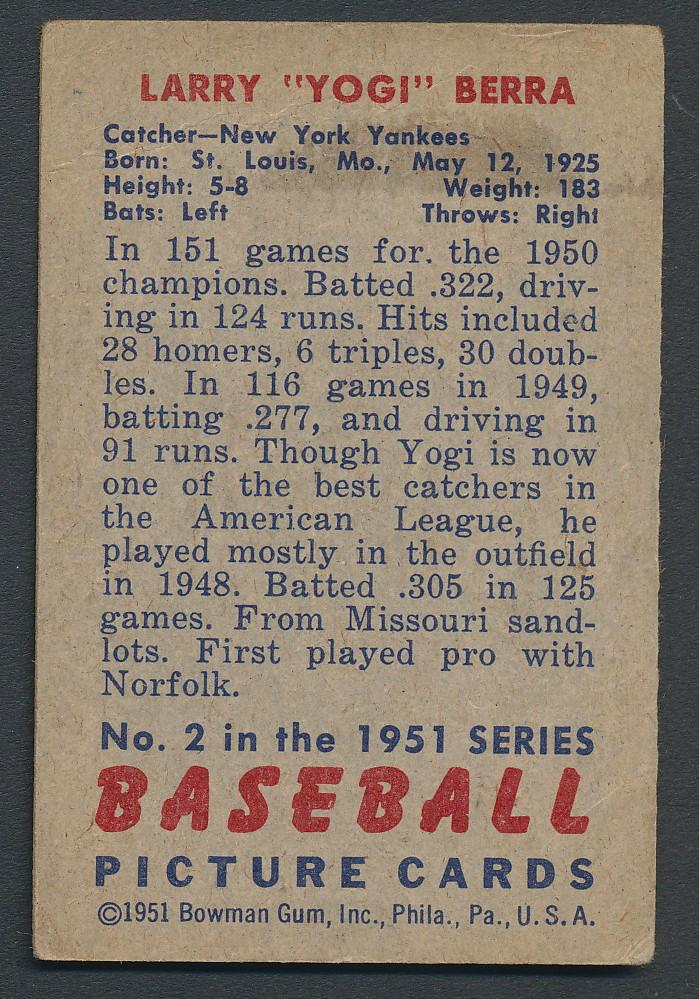 LARRY "YOGI" BERRA
Catcher—New York Yankees
Born: St. Louis, Mo., May 12, 1925
Height: 5-8 Weight: 183
Bats: Left Throws: Right
In 151 games for. the 1950
champions. Batted .322, driv-
ing in 124 runs. Hits included
28 homers, 6 triples, 30 doub-
les. In 116 games in 1949,
batting .277, and driving in
91 runs. Though Yogi is now
one of the best catchers in
the American League, he
played mostly in the outfield
in 1948. Batted .305 in 125
games. From Missouri sand-
lots. First played pro with
Norfolk.
No. 2 in the 1951 SERIES
BASEBALL
PICTURE CARDS
©1951 Bowman Gum, Inc., Phila., Pa., U. S. A.